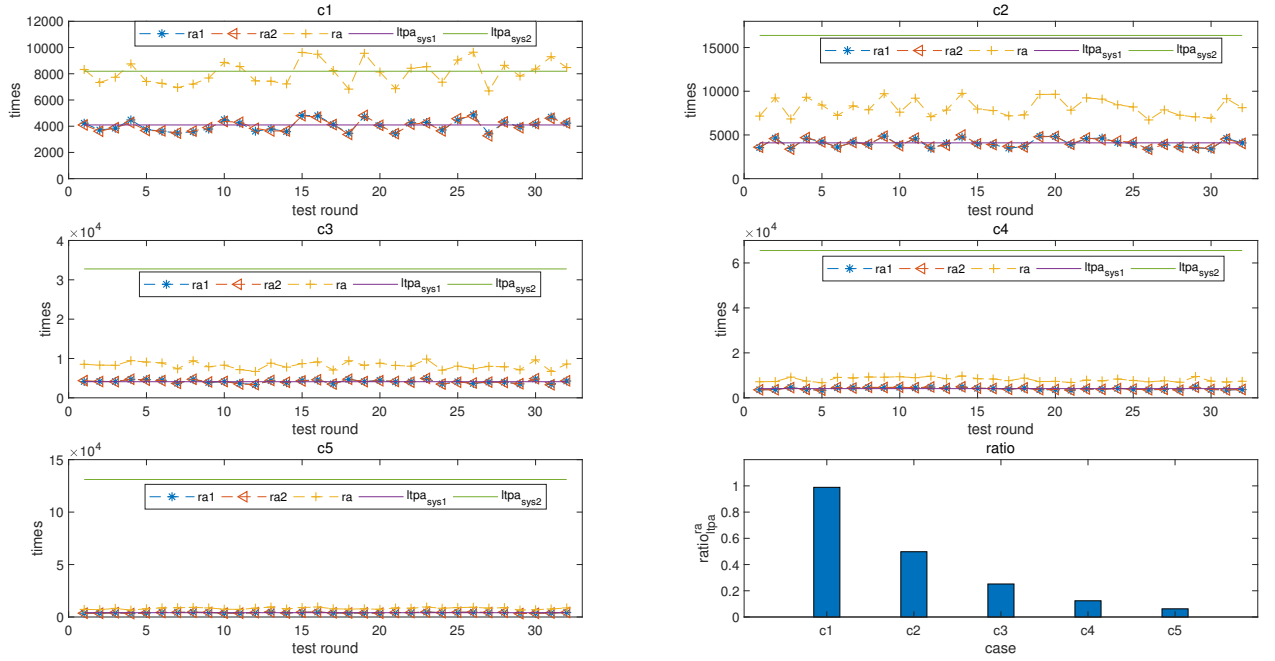 c1
12000
10000
8000
6000
4000
2000
0
times
ra1 ra2 ra ltpa_sys1 ltpa_sys2
0 5 10 15 20 25 30
test round
c2
15000
10000
5000
0
times
ra1 ra2 ra ltpa_sys1 ltpa_sys2
0 5 10 15 20 25 30
test round
c3
×10^4
4
3
2
1
0
times
ra1 ra2 ra ltpa_sys1 ltpa_sys2
0 5 10 15 20 25 30
test round
c4
×10^4
6
4
2
0
times
ra1 ra2 ra ltpa_sys1 ltpa_sys2
0 5 10 15 20 25 30
test round
c5
×10^4
15
10
5
0
times
ra1 ra2 ra ltpa_sys1 ltpa_sys2
0 5 10 15 20 25 30
test round
ratio
1
0.8
0.6
0.4
0.2
0
ratio^ra_ltpa
c1 c2 c3 c4 c5
case